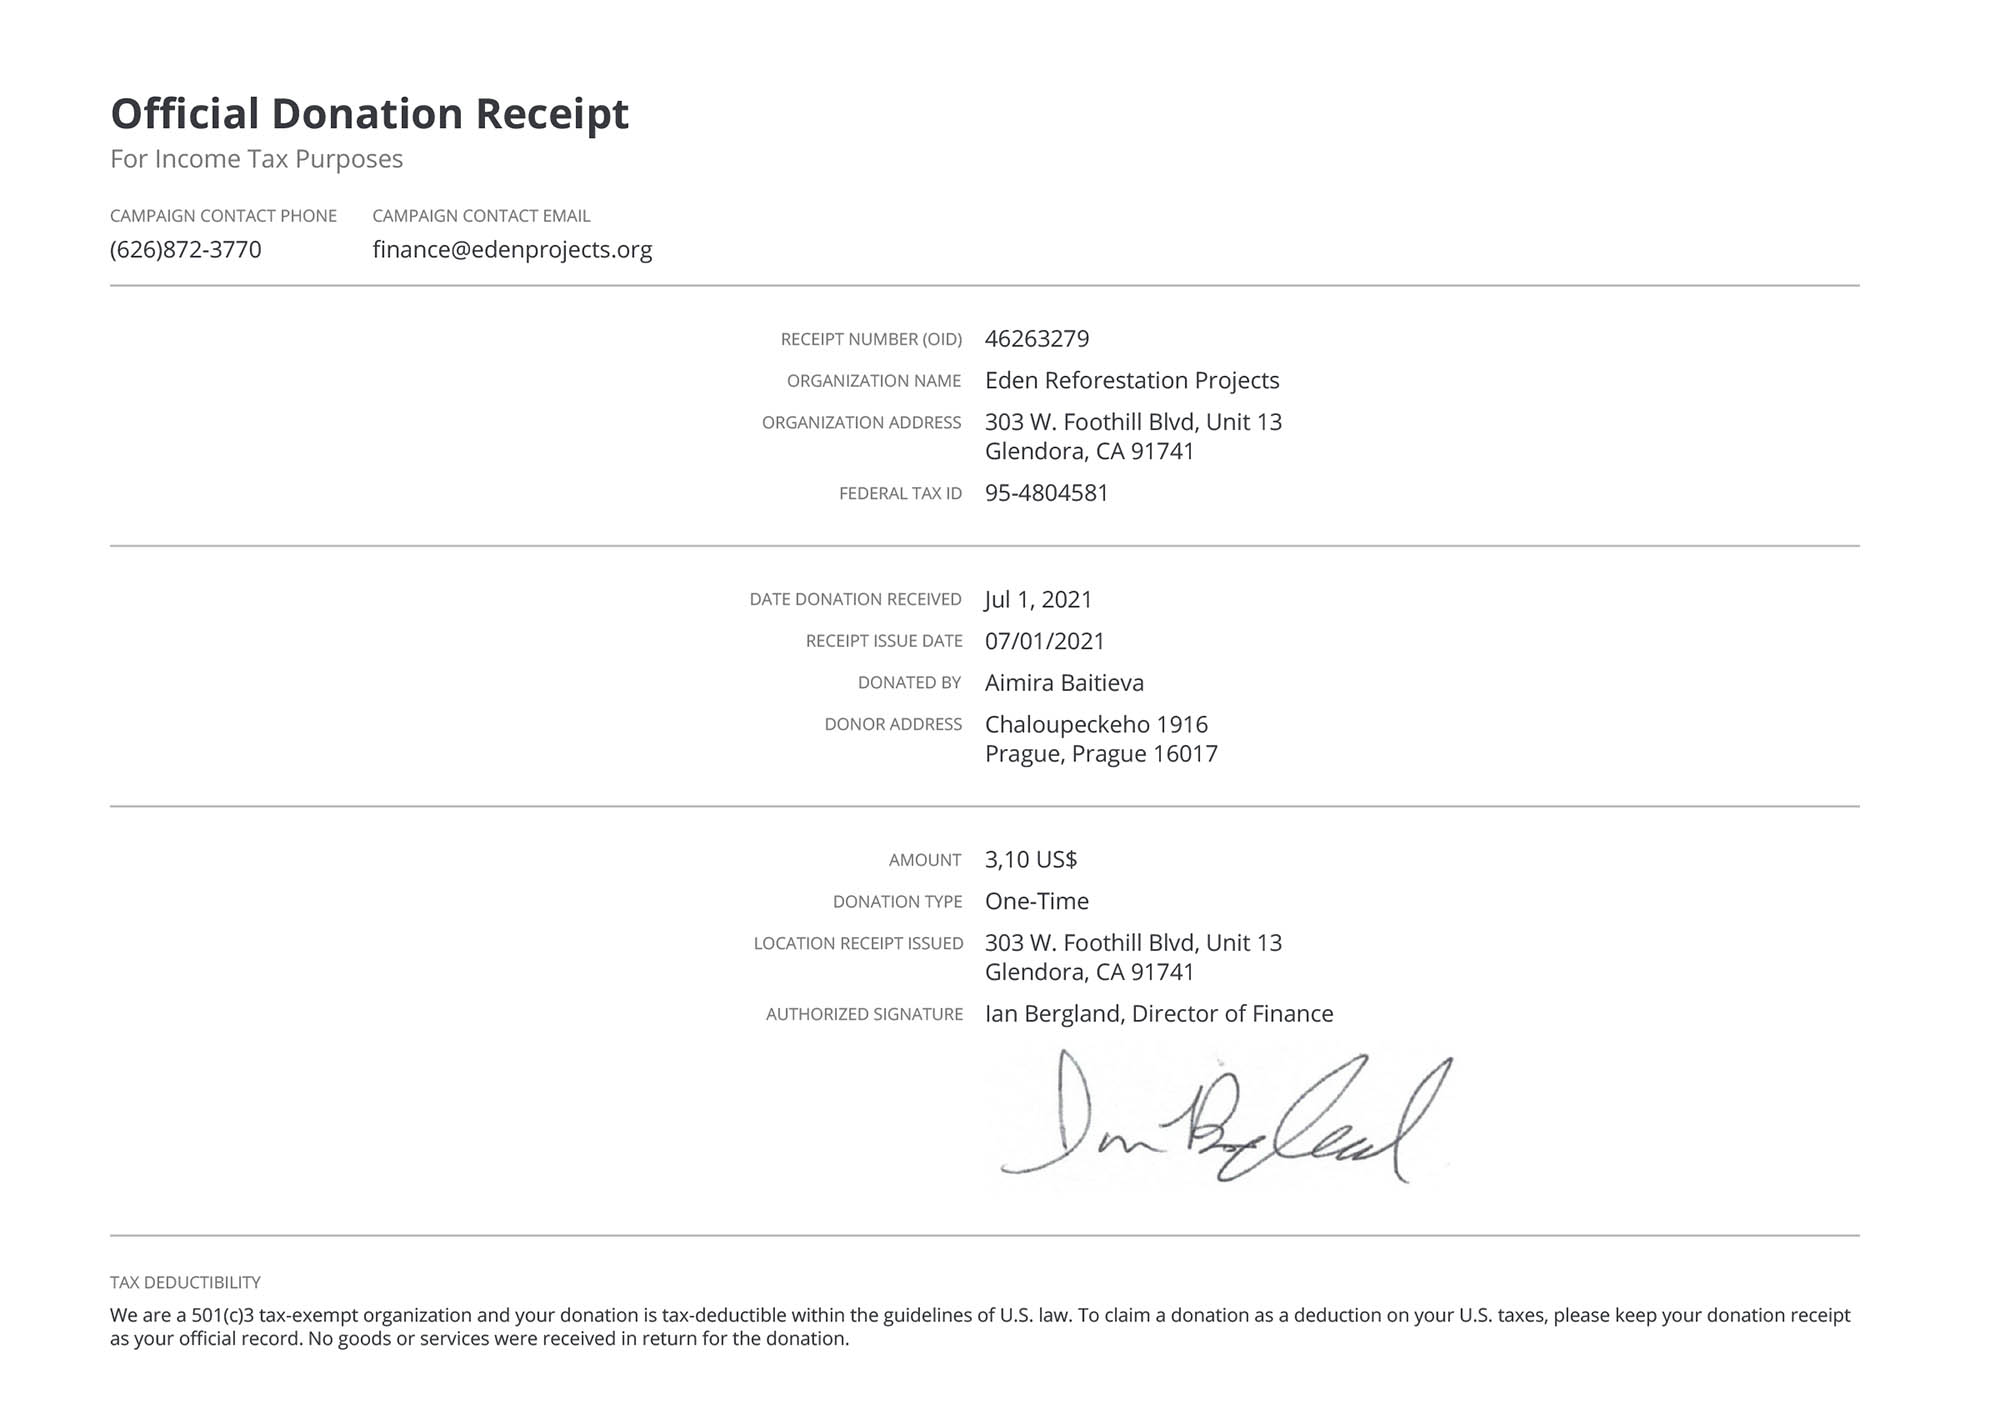 Official Donation Receipt
For Income Tax Purposes
CAMPAIGN CONTACT PHONE CAMPAIGN CONTACT EMAIL
(626)872-3770 finance@edenprojects.org
RECEIPT NUMBER (OID) 46263279
ORGANIZATION NAME Eden Reforestation Projects
ORGANIZATION ADDRESS 303 W. Foothill Blvd, Unit 13
Glendora, CA 91741
FEDERAL TAX ID 95-4804581
DATE DONATION RECEIVED Jul 1, 2021
RECEIPT ISSUE DATE 07/01/2021
DONATED BY Aimira Baitieva
DONOR ADDRESS Chaloupeckeho 1916
Prague, Prague 16017
AMOUNT 3,10 US$
DONATION TYPE One-Time
LOCATION RECEIPT ISSUED 303 W. Foothill Blvd, Unit 13
Glendora, CA 91741
AUTHORIZED SIGNATURE Ian Bergland, Director of Finance
TAX DEDUCTIBILITY
We are a 501(c)3 tax-exempt organization and your donation is tax-deductible within the guidelines of U.S. law. To claim a donation as a deduction on your U.S. taxes, please keep your donation receipt
as your official record. No goods or services were received in return for the donation.